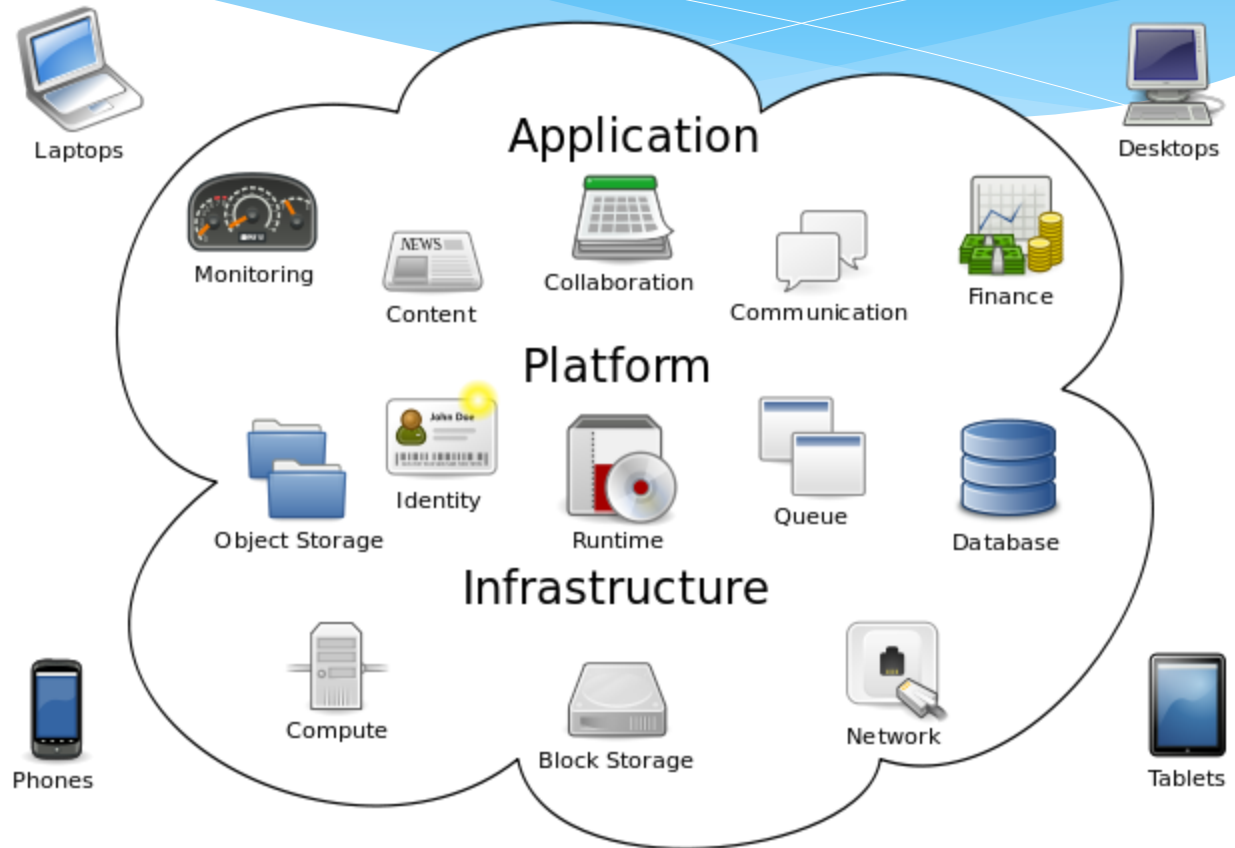 Laptops
Desktops
Application
Monitoring
NEWS
Content
Collaboration
Communication
Finance
Platform
Object Storage
John Doe
Identity
Runtime
Queue
Database
Infrastructure
Compute
Block Storage
Network
Phones
Tablets